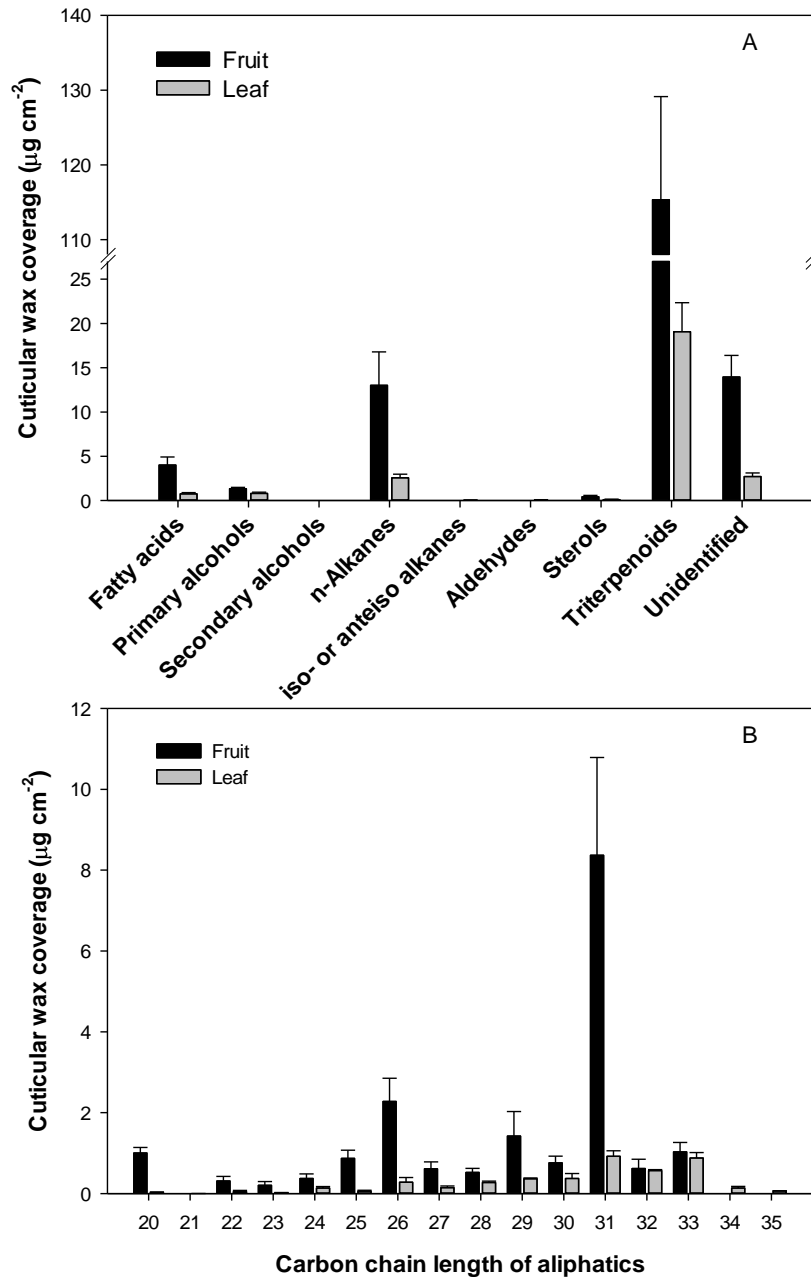 A
Fruit
Leaf
Cuticular wax coverage (μg cm-2)
140
130
120
110
25
20
15
10
5
0
Fatty acids
Primary alcohols
Secondary alcohols
n-Alkanes
iso- or anteiso alkanes
Aldehydes
Sterols
Triterpenoids
Unidentified
B
Fruit
Leaf
Cuticular wax coverage (μg cm-2)
12
10
8
6
4
2
0
20 21 22 23 24 25 26 27 28 29 30 31 32 33 34 35
Carbon chain length of aliphatics